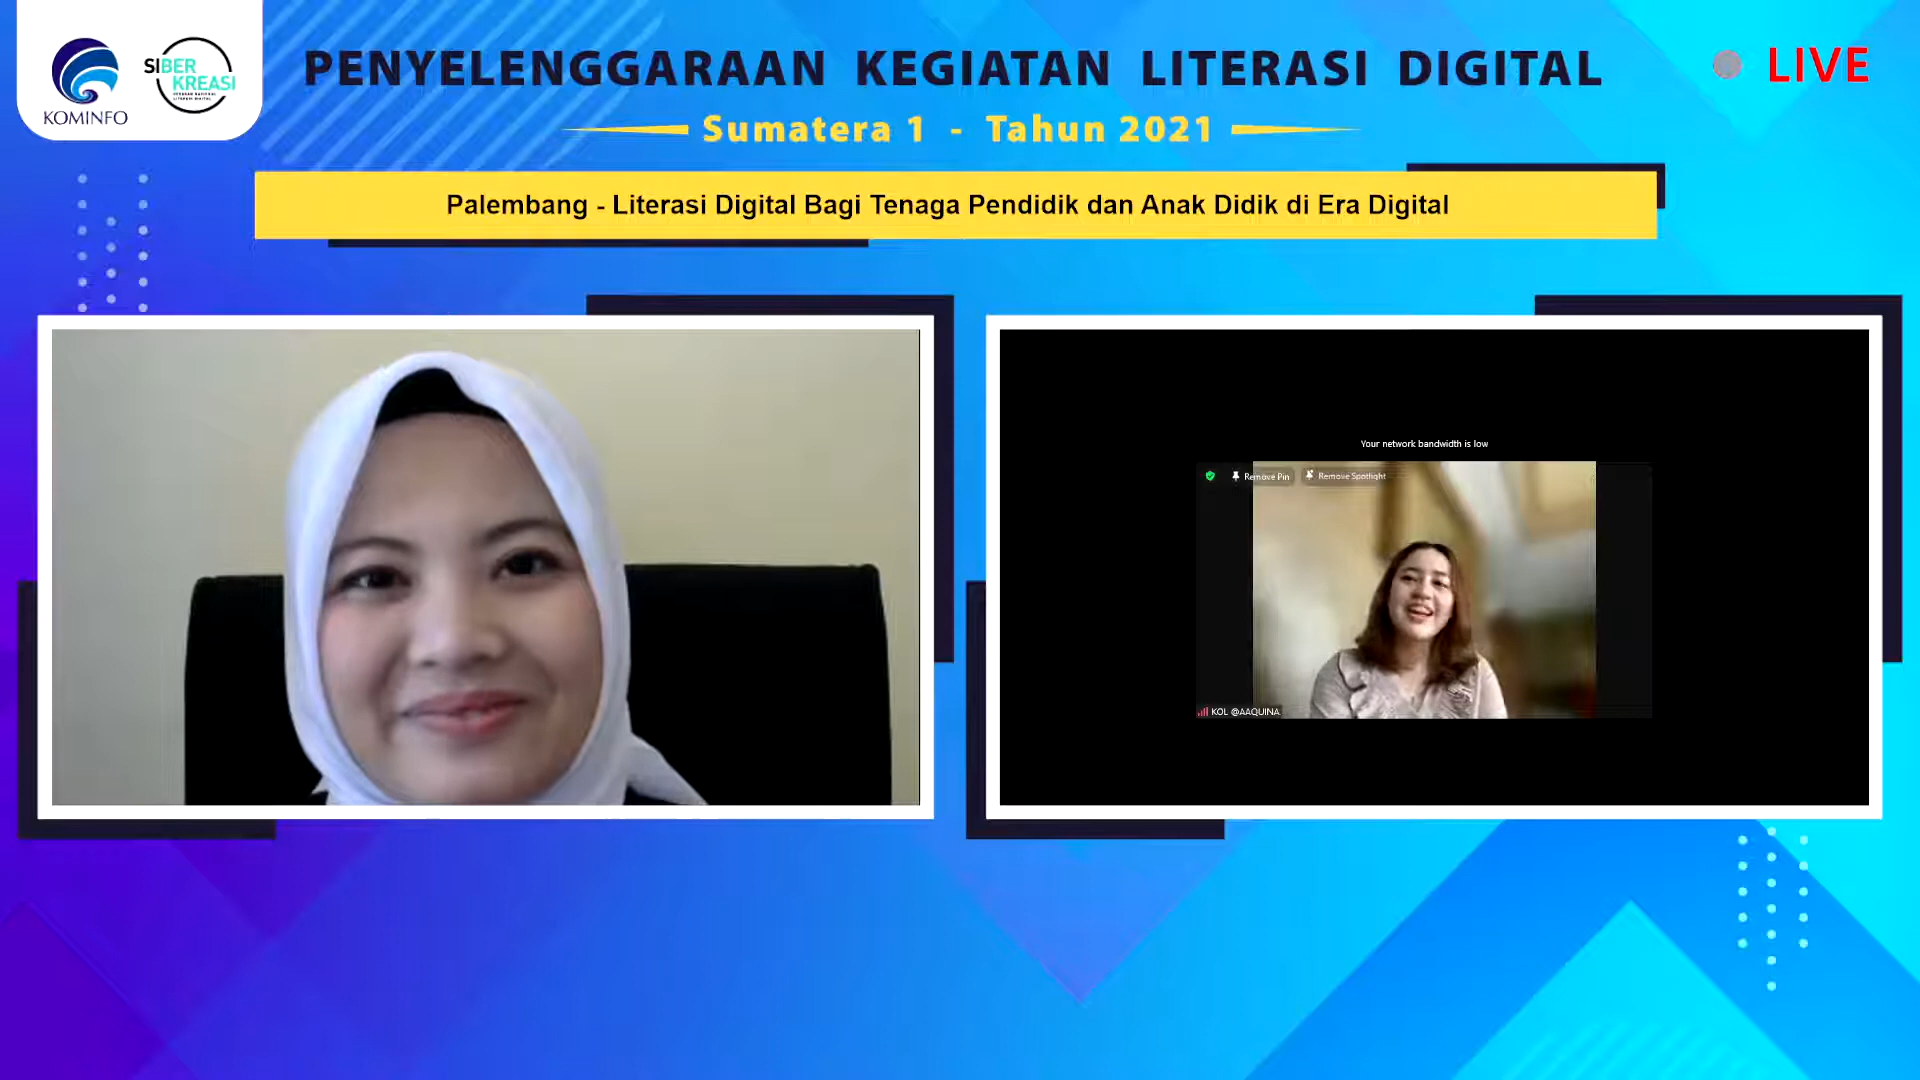 KOMINFO
SIBER
KREASI
PENYELENGGARAAN KEGIATAN LITERASI DIGITAL
LIVE
Sumatera 1 - Tahun 2021
Palembang - Literasi Digital Bagi Tenaga Pendidik dan Anak Didik di Era Digital
Your network bandwidth is low
Remove Pin
Remove Spotlight
KOL @AAQUINA